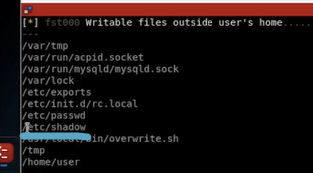 [*] fst000 Writable files outside user's home.....
---
/var/tmp
/var/run/acpid.socket
/var/run/mysqld/mysqld.sock
/var/lock
/etc/exports
/etc/init.d/rc.local
/etc/passwd
/etc/shadow
/usr/local/bin/overwrite.sh
/tmp
/home/user